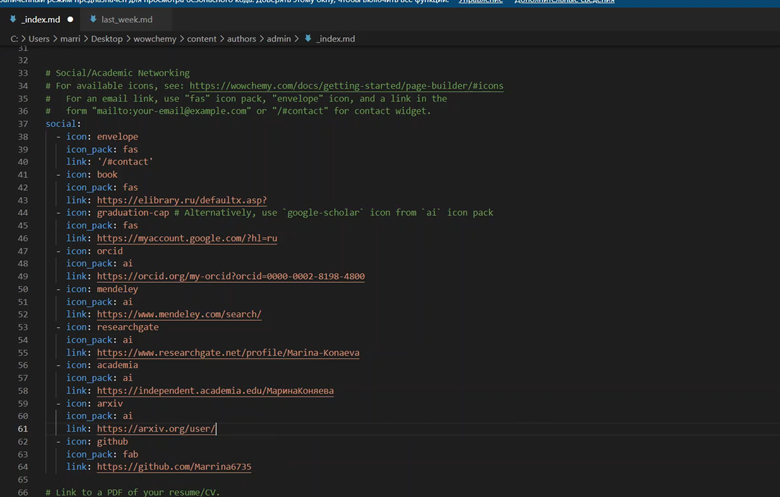 аниченный режим предназначен для просмотра безопасного кода. Доверять этому окну, чтобы включить все функции. Управление Дополнительные сведения
_index.md ● last_week.md
C: > Users > marri > Desktop > wowchemy > content > authors > admin > _index.md
31
32
33 # Social/Academic Networking
34 # For available icons, see: https://wowchemy.com/docs/getting-started/page-builder/#icons
35 # For an email link, use "fas" icon pack, "envelope" icon, and a link in the
36 # form "mailto:your-email@example.com" or "/#contact" for contact widget.
37 social:
38 - icon: envelope
39 icon_pack: fas
40 link: '/#contact'
41 - icon: book
42 icon_pack: fas
43 link: https://elibrary.ru/defaultx.asp?
44 - icon: graduation-cap # Alternatively, use `google-scholar` icon from `ai` icon pack
45 icon_pack: fas
46 link: https://myaccount.google.com/?hl=ru
47 - icon: orcid
48 icon_pack: ai
49 link: https://orcid.org/my-orcid?orcid=0000-0002-8198-4800
50 - icon: mendeley
51 icon_pack: ai
52 link: https://www.mendeley.com/search/
53 - icon: researchgate
54 icon_pack: ai
55 link: https://www.researchgate.net/profile/Marina-Konaeva
56 - icon: academia
57 icon_pack: ai
58 link: https://independent.academia.edu/МаринаКоняева
59 - icon: arxiv
60 icon_pack: ai
61 link: https://arxiv.org/user/
62 - icon: github
63 icon_pack: fab
64 link: https://github.com/Marrina6735
65
66 # Link to a PDF of your resume/CV.